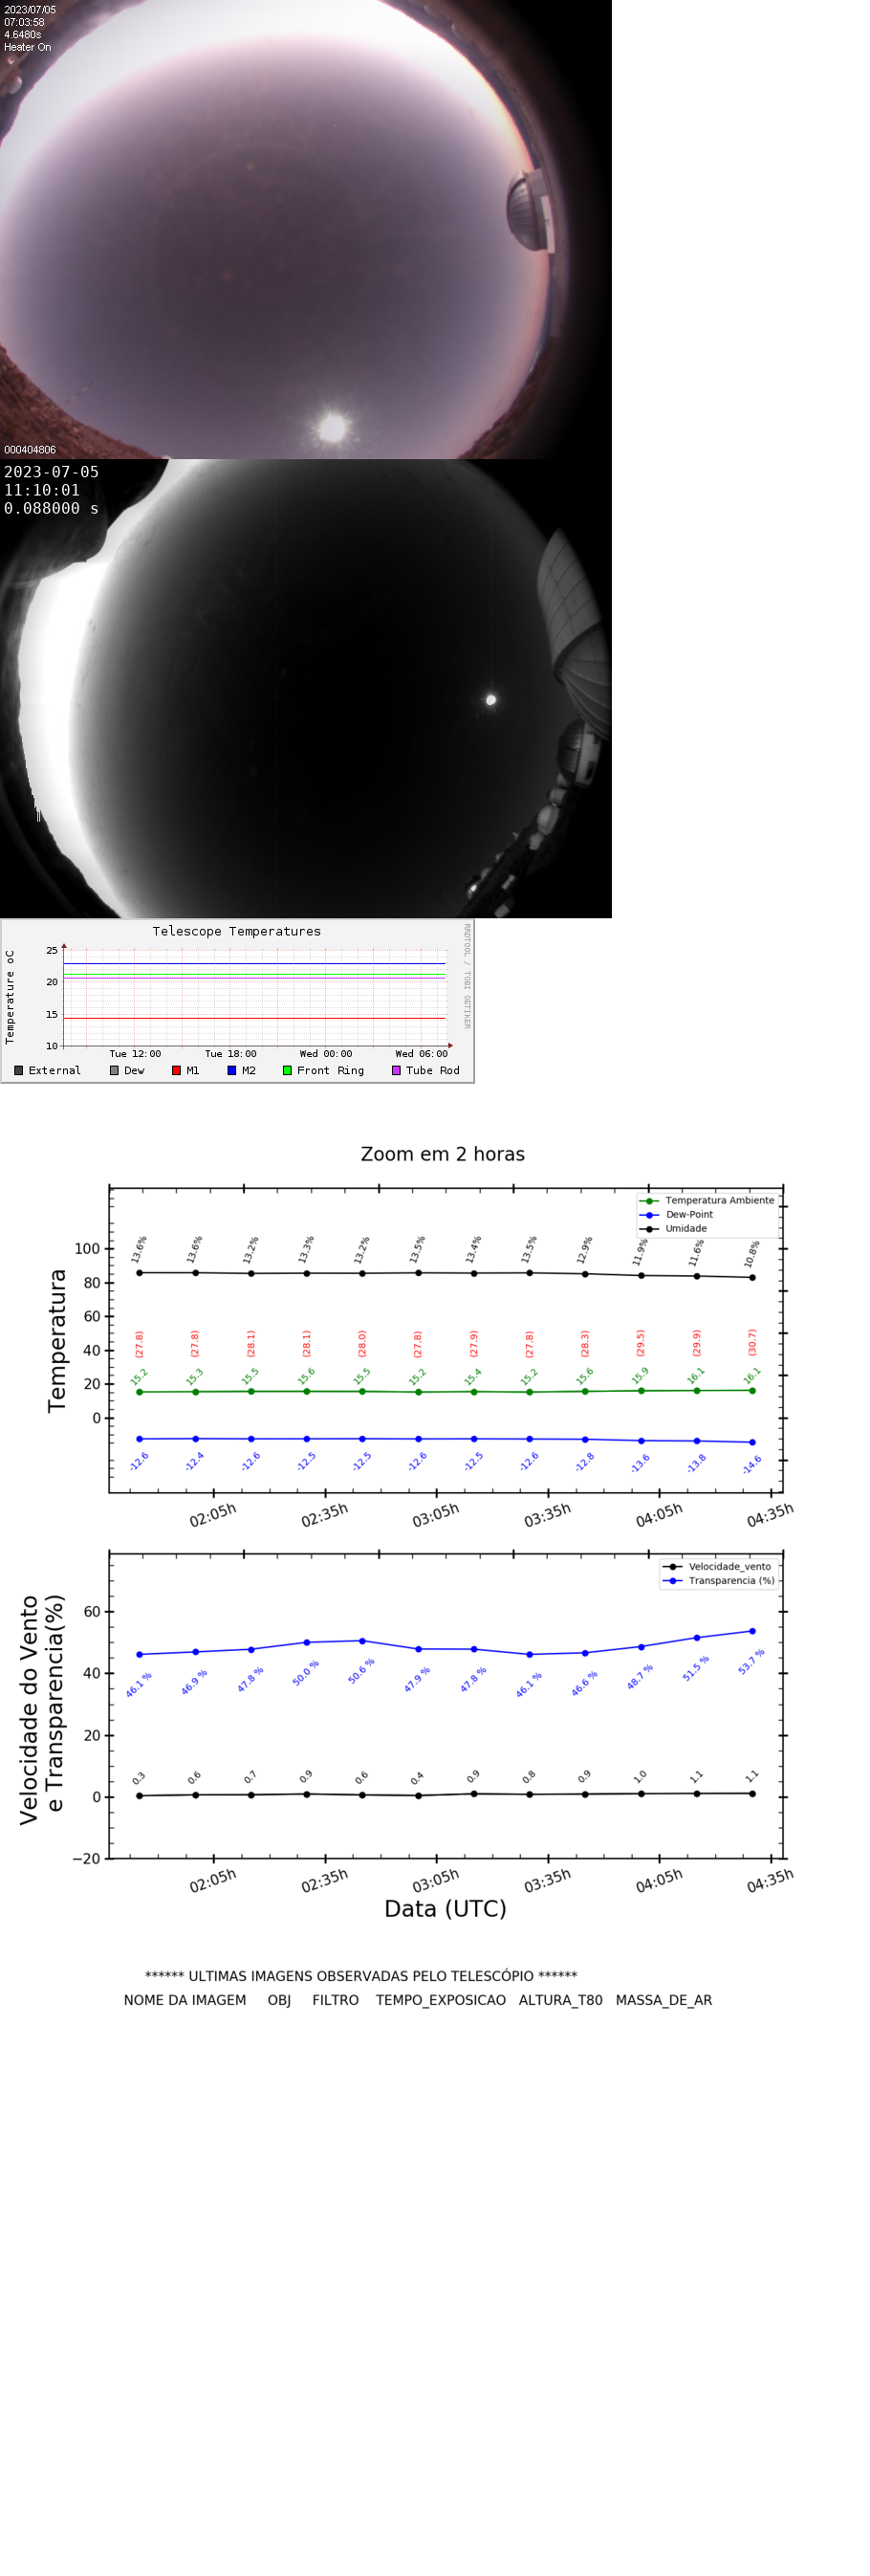 2023/07/05
07:03:58
4.6480s
Heater On
000404806
2023-07-05
11:10:01
0.088000 s
Telescope Temperatures
RRDTOOL / TOBI OETIKER
Temperature oC
25
20
15
10
Tue 12:00 Tue 18:00 Wed 00:00 Wed 06:00
External Dew M1 M2 Front Ring Tube Rod
Zoom em 2 horas
Temperatura Ambiente
Dew-Point
Umidade
Temperatura
100
80
60
40
20
0
13.6% 13.6% 13.2% 13.3% 13.2% 13.5% 13.4% 13.5% 12.9% 11.9% 11.6% 10.8%
(27.8) (27.8) (28.1) (28.1) (28.0) (27.8) (27.9) (27.8) (28.3) (29.5) (29.9) (30.7)
15.2 15.3 15.5 15.6 15.5 15.2 15.4 15.2 15.6 15.9 16.1 16.1
-12.6 -12.4 -12.6 -12.5 -12.5 -12.6 -12.5 -12.6 -12.8 -13.6 -13.8 -14.6
02:05h 02:35h 03:05h 03:35h 04:05h 04:35h
Velocidade_vento
Transparencia (%)
Velocidade do Vento
e Transparencia(%)
60
40
20
0
−20
46.1 % 46.9 % 47.8 % 50.0 % 50.6 % 47.9 % 47.8 % 46.1 % 46.6 % 48.7 % 51.5 % 53.7 %
0.3 0.6 0.7 0.9 0.6 0.4 0.9 0.8 0.9 1.0 1.1 1.1
02:05h 02:35h 03:05h 03:35h 04:05h 04:35h
Data (UTC)
****** ULTIMAS IMAGENS OBSERVADAS PELO TELESCÓPIO ******
NOME DA IMAGEM OBJ FILTRO TEMPO_EXPOSICAO ALTURA_T80 MASSA_DE_AR